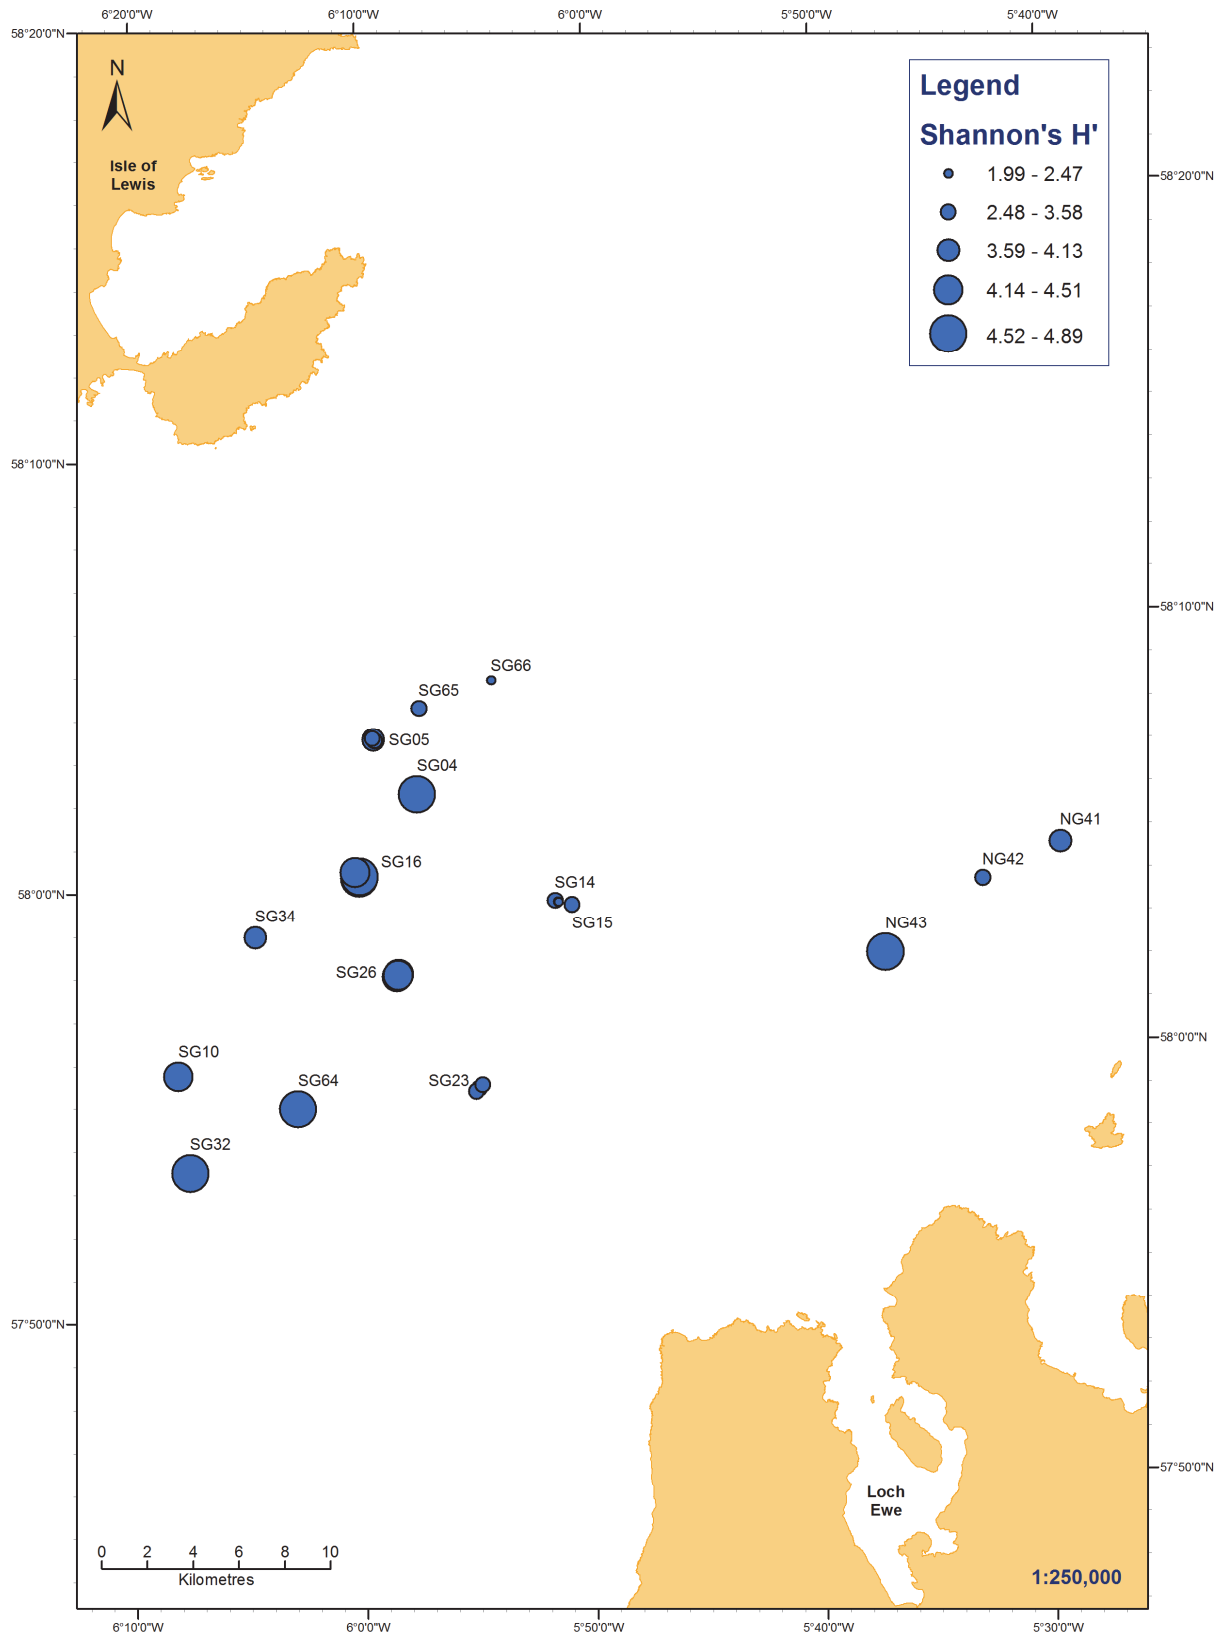 6°20'0"W 6°10'0"W 6°0'0"W 5°50'0"W 5°40'0"W
58°20'0"N
N
Legend
Shannon's H'
1.99 - 2.47
2.48 - 3.58
3.59 - 4.13
4.14 - 4.51
4.52 - 4.89
Isle of
Lewis
58°20'0"N
58°10'0"N
58°10'0"N
SG66
SG65
SG05
SG04
NG41
SG16
NG42
SG14
58°0'0"N
SG34
SG15
NG43
SG26
58°0'0"N
SG10
SG64
SG23
SG32
57°50'0"N
57°50'0"N
Loch
Ewe
0 2 4 6 8 10
Kilometres
1:250,000
6°10'0"W 6°0'0"W 5°50'0"W 5°40'0"W 5°30'0"W